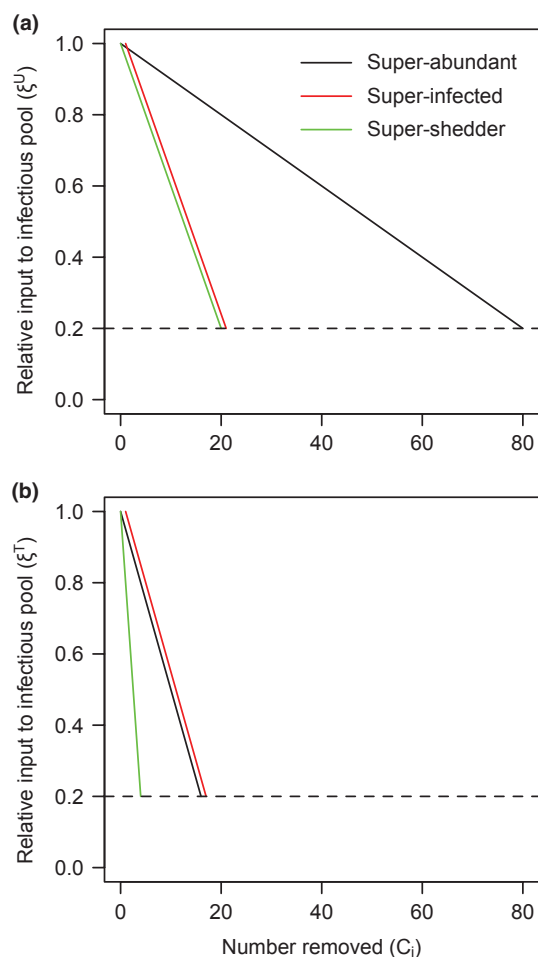 (a)
Relative input to infectious pool (ξᵁ)
1.0
0.8
0.6
0.4
0.2
0.0
Super-abundant
Super-infected
Super-shedder
0 20 40 60 80
(b)
Relative input to infectious pool (ξᵀ)
1.0
0.8
0.6
0.4
0.2
0.0
0 20 40 60 80
Number removed (Cᵢ)